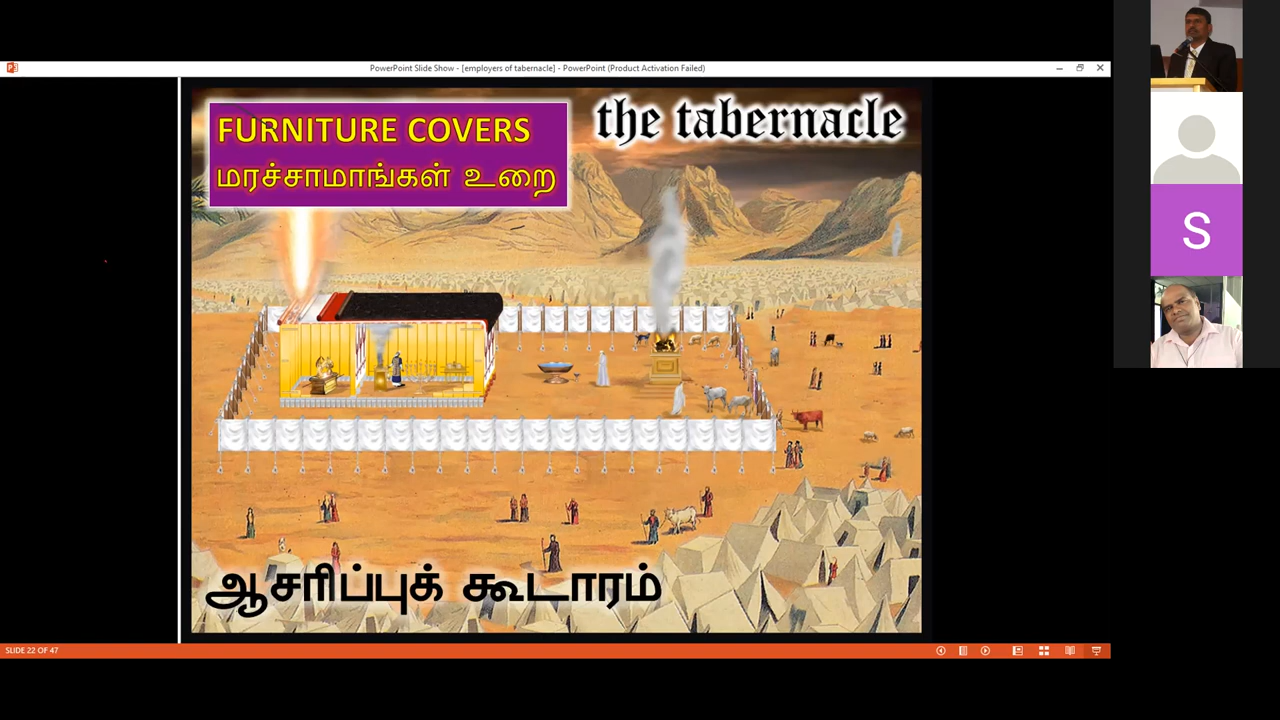 PowerPoint Slide Show - [employers of tabernacle] - PowerPoint (Product Activation Failed)
FURNITURE COVERS
மரச்சாமாங்கள் உறை
the tabernacle
ஆசரிப்புக் கூடாரம்
SLIDE 22 OF 47
S